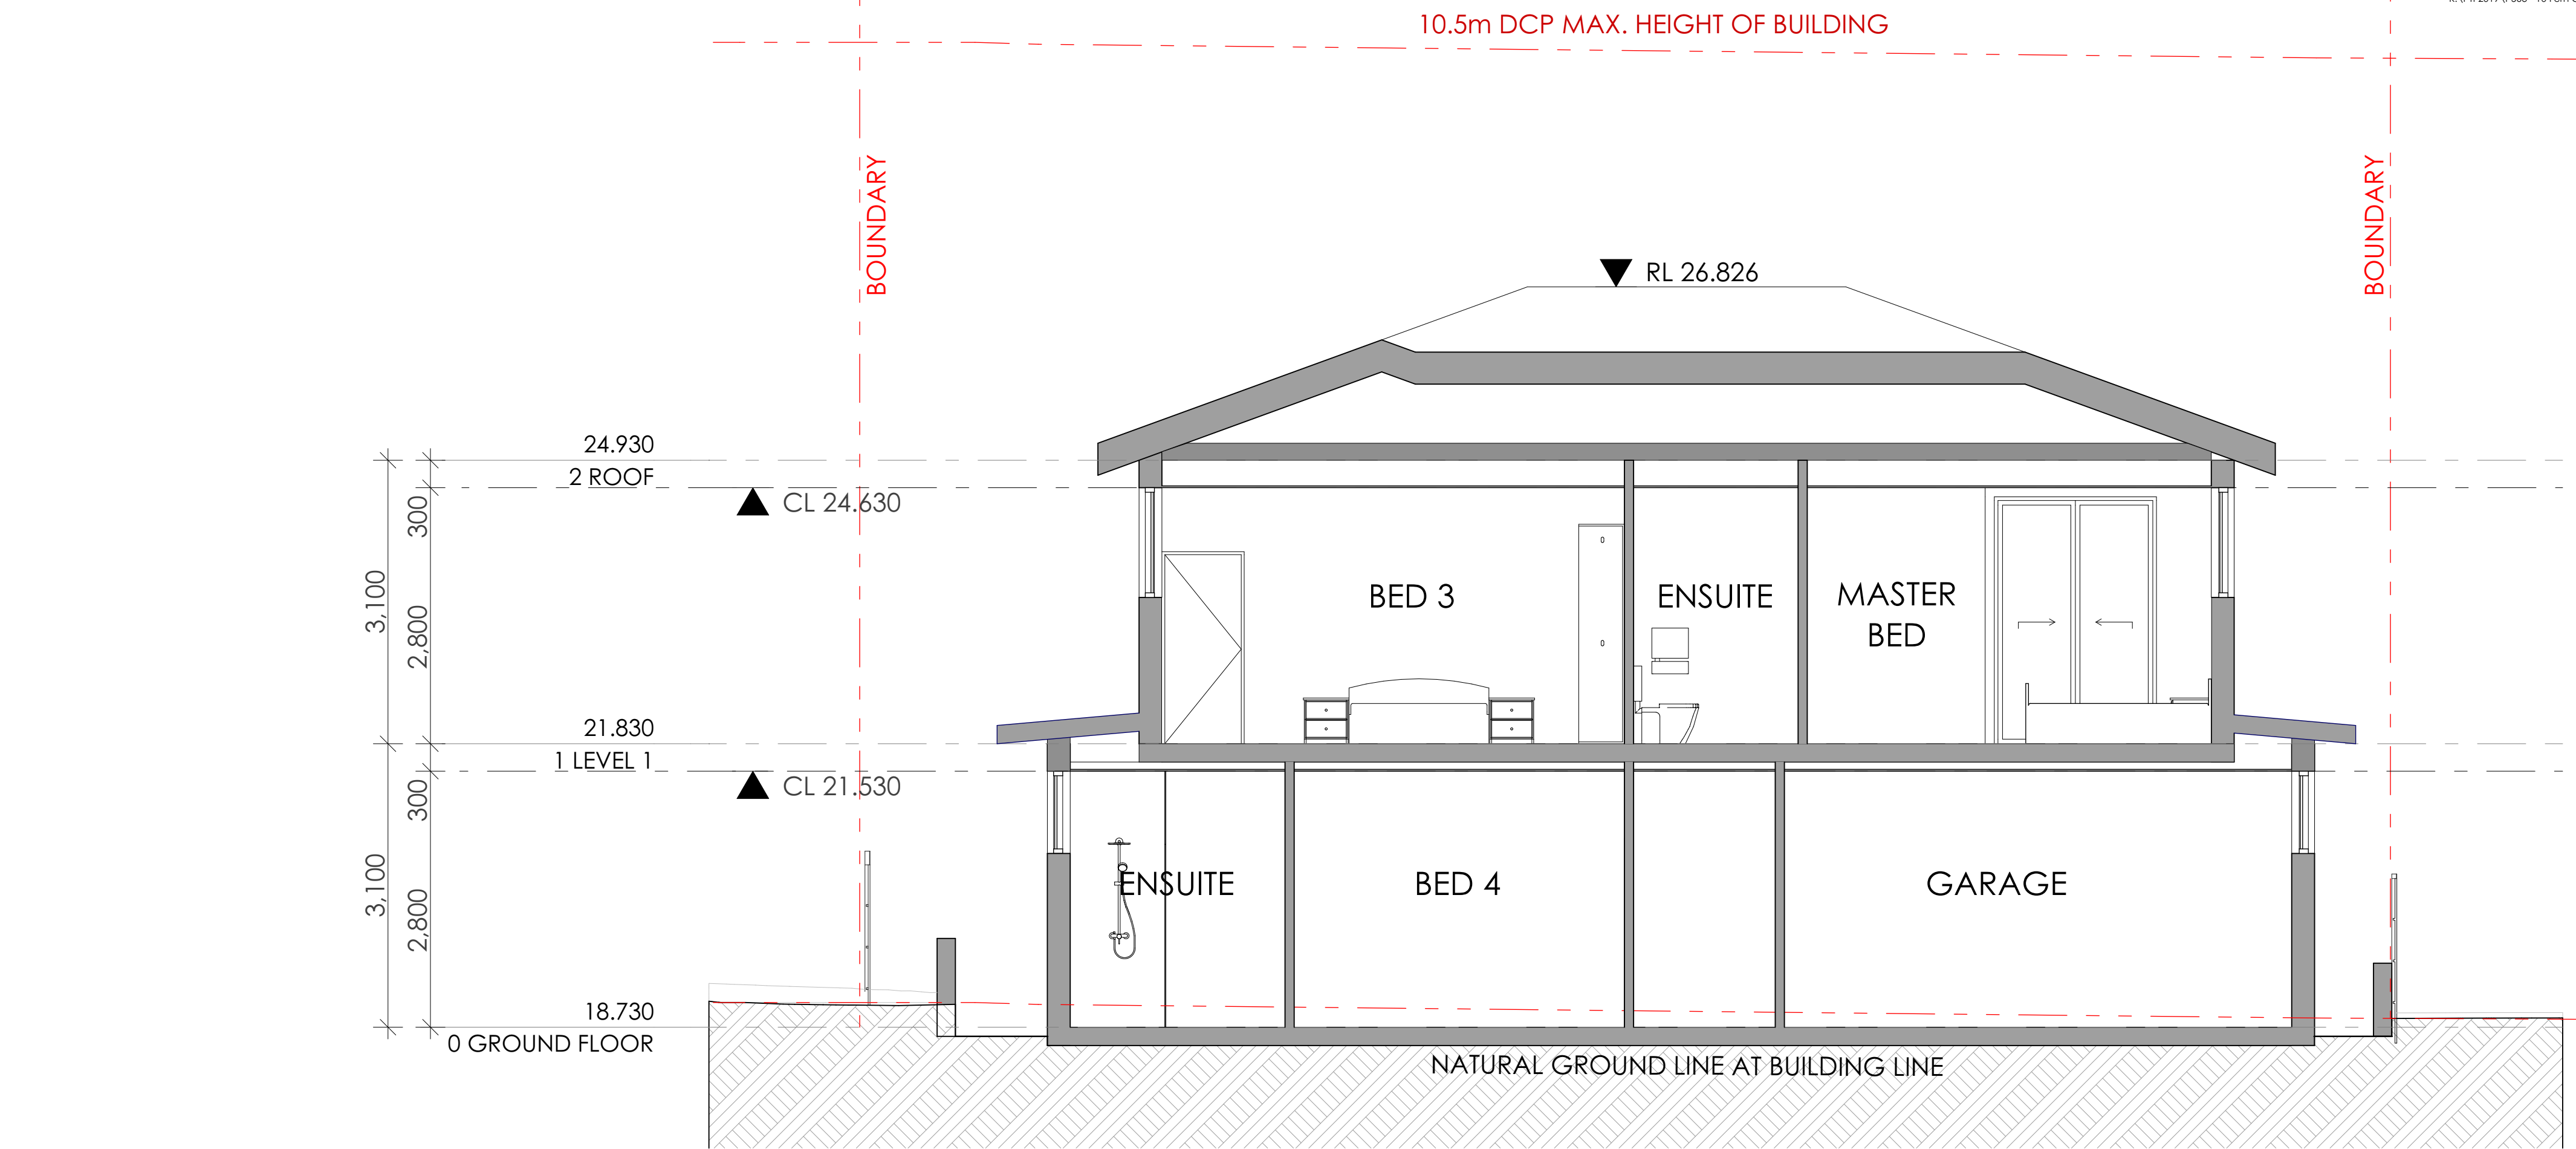 10.5m DCP MAX. HEIGHT OF BUILDING
BOUNDARY
BOUNDARY
RL 26.826
24.930
2 ROOF
CL 24.630
300
3,100
2,800
BED 3
ENSUITE
MASTER
BED
21.830
1 LEVEL 1
CL 21.530
300
3,100
2,800
ENSUITE
BED 4
GARAGE
18.730
0 GROUND FLOOR
NATURAL GROUND LINE AT BUILDING LINE